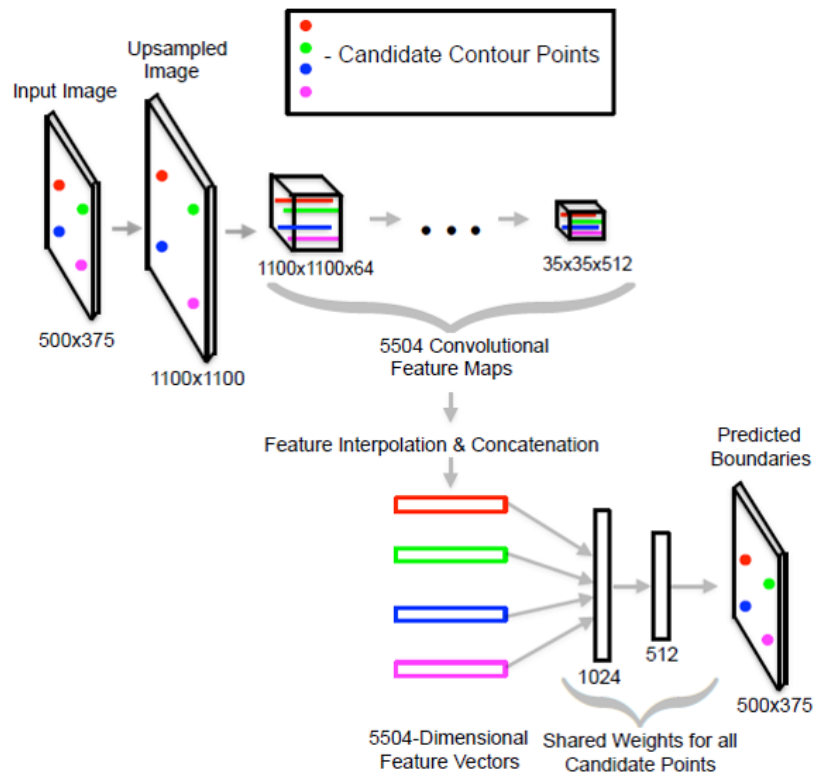 - Candidate Contour Points
Upsampled
Image
Input Image
500x375
1100x1100
1100x1100x64
35x35x512
5504 Convolutional
Feature Maps
Feature Interpolation & Concatenation
Predicted
Boundaries
1024
512
500x375
5504-Dimensional
Feature Vectors
Shared Weights for all
Candidate Points